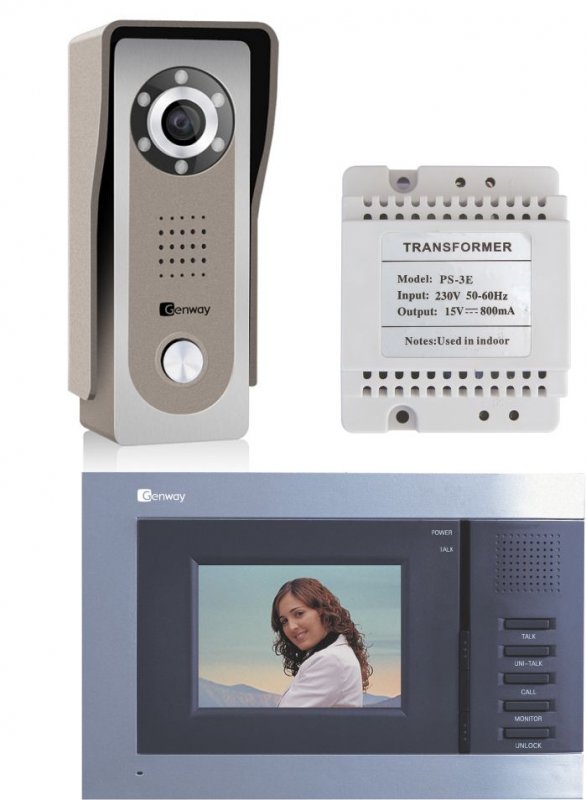 Genway
TRANSFORMER
Model: PS-3E
Input: 230V 50-60Hz
Output: 15V⎓800mA
Notes:Used in indoor
Genway
POWER
TALK
TALK
UNI-TALK
CALL
MONITOR
UNLOCK